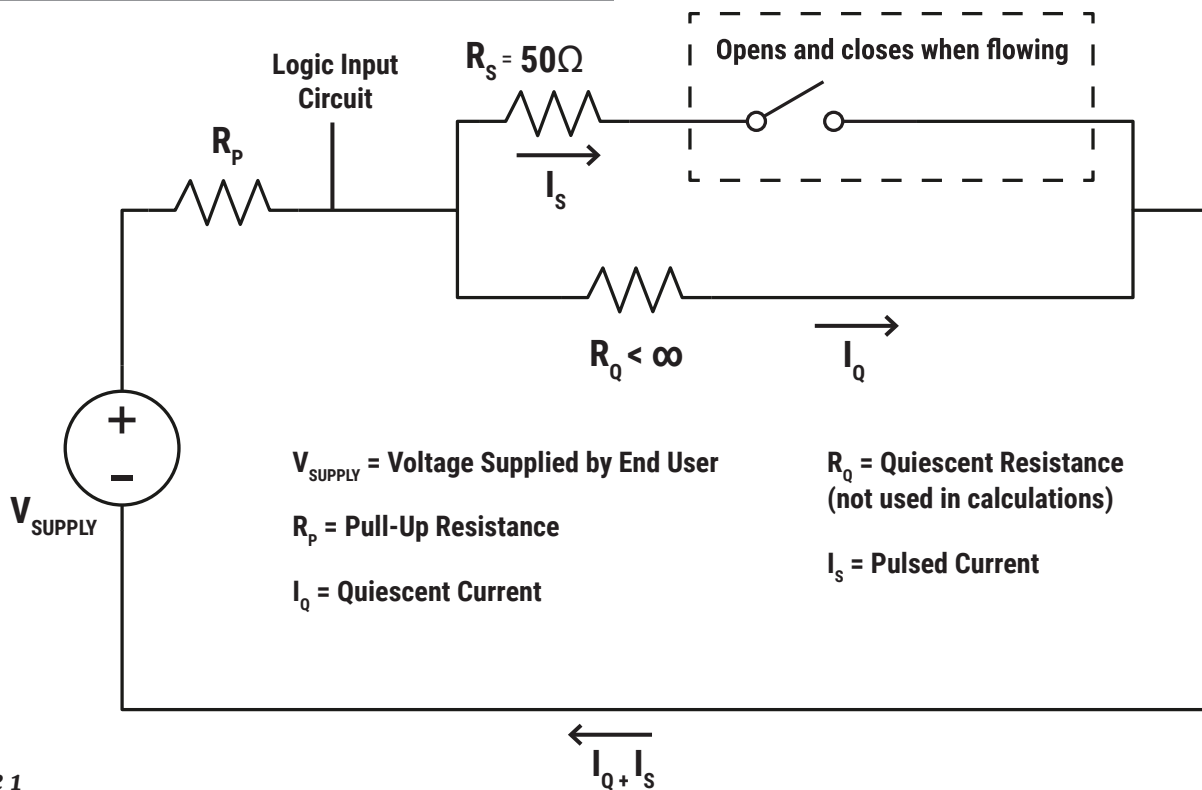 Logic Input
Circuit
R_S = 50Ω
Opens and closes when flowing
R_P
I_S
R_Q < ∞
I_Q
+
−
V_SUPPLY
V_SUPPLY = Voltage Supplied by End User
R_P = Pull-Up Resistance
I_Q = Quiescent Current
R_Q = Quiescent Resistance
(not used in calculations)
I_S = Pulsed Current
I_Q + I_S
1